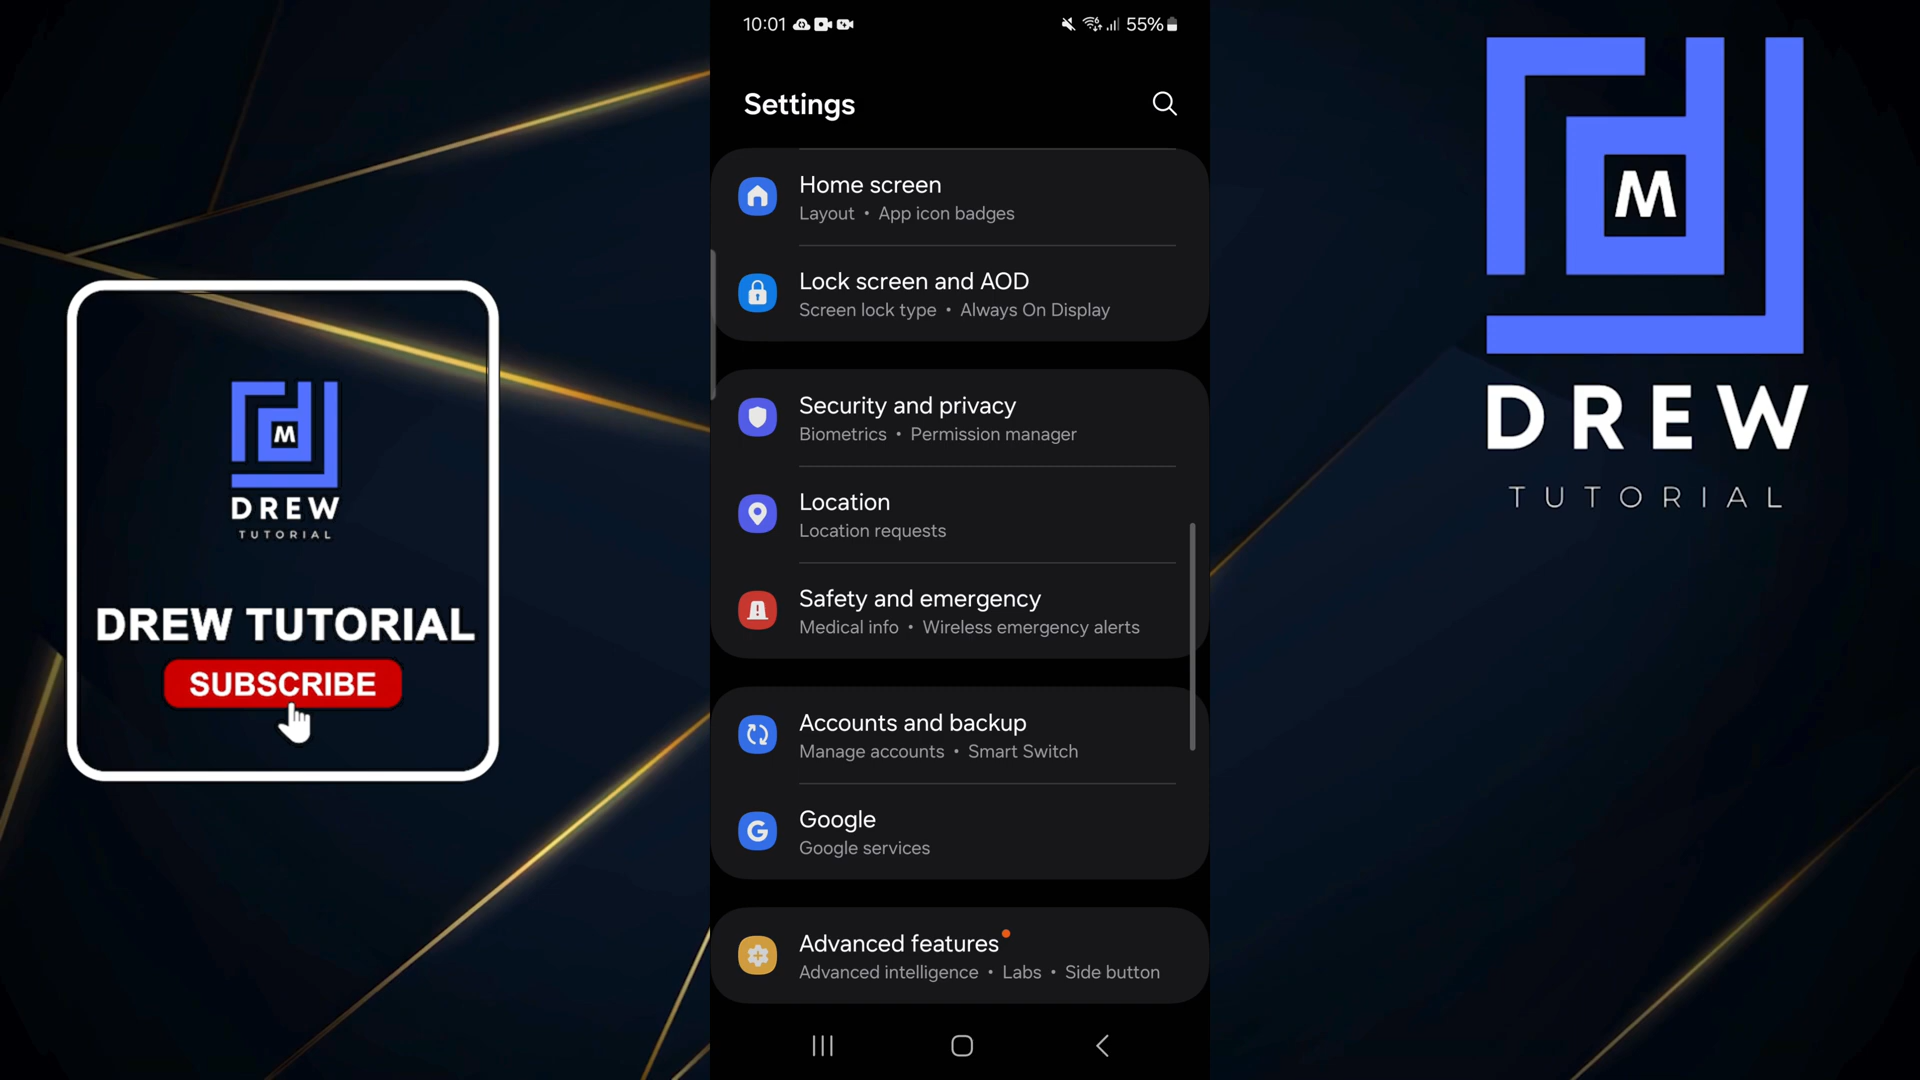 10:01
55%
Settings
Home screen
Layout • App icon badges
Lock screen and AOD
Screen lock type • Always On Display
Security and privacy
Biometrics • Permission manager
Location
Location requests
Safety and emergency
Medical info • Wireless emergency alerts
Accounts and backup
Manage accounts • Smart Switch
Google
Google services
Advanced features
Advanced intelligence • Labs • Side button
M
DREW
TUTORIAL
DREW TUTORIAL
SUBSCRIBE
M
DREW
TUTORIAL